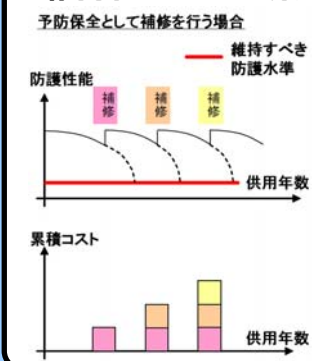 予防保全として補修を行う場合
維持すべき
防護水準
防護性能
補修
補修
補修
供用年数
累積コスト
供用年数